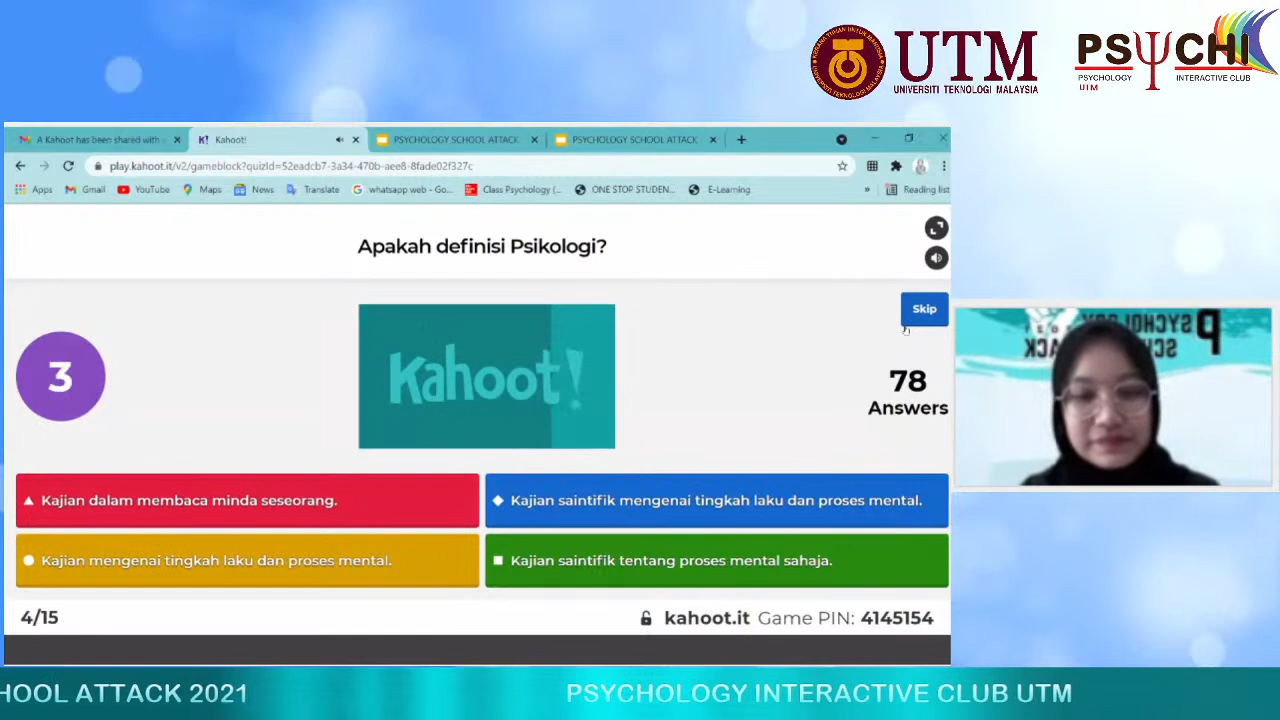 UTM
UNIVERSITI TEKNOLOGI MALAYSIA
PSYCHI
PSYCHOLOGY INTERACTIVE CLUB
UTM
A Kahoot has been shared with
Kahoot!
PSYCHOLOGY SCHOOL ATTACK
PSYCHOLOGY SCHOOL ATTACK
play.kahoot.it/v2/gameblock?quizId=52eadcb7-3a34-470b-aee8-8fade02f327c
Apps
Gmail
YouTube
Maps
News
Translate
whatsapp web - Go...
Class Psychology (...
ONE STOP STUDEN...
E-Learning
»
Reading list
Apakah definisi Psikologi?
Skip
3
Kahoot!
78
Answers
Kajian dalam membaca minda seseorang.
Kajian saintifik mengenai tingkah laku dan proses mental.
Kajian mengenai tingkah laku dan proses mental.
Kajian saintifik tentang proses mental sahaja.
4/15
kahoot.it Game PIN: 4145154
HOOL ATTACK 2021
PSYCHOLOGY INTERACTIVE CLUB UTM